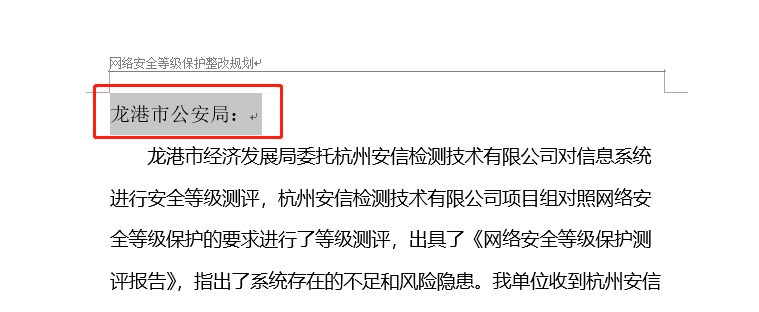 网络安全等级保护整改规划
龙港市公安局：
龙港市经济发展局委托杭州安信检测技术有限公司对信息系统
进行安全等级测评，杭州安信检测技术有限公司项目组对照网络安
全等级保护的要求进行了等级测评，出具了《网络安全等级保护测
评报告》，指出了系统存在的不足和风险隐患。我单位收到杭州安信